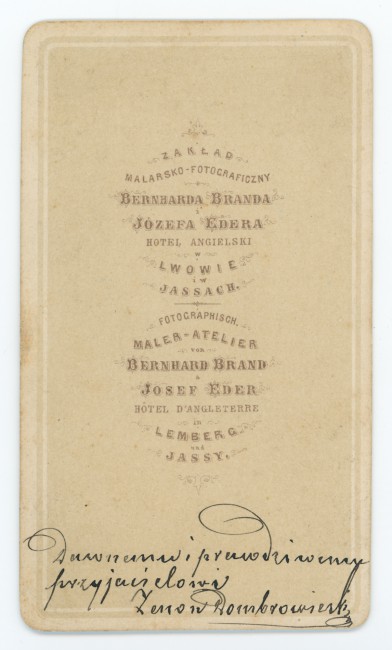 ZAKŁAD
MALARSKO-FOTOGRAFICZNY
BERNHARDA BRANDA
i
JÓZEFA EDERA
HOTEL ANGIELSKI
w
LWOWIE
i w
JASSACH.
FOTOGRAPHISCH.
MALER-ATELIER
von
BERNHARD BRAND
&
JOSEF EDER
HÔTEL D'ANGLETERRE
in
LEMBERG
und
JASSY.
Dawnemu i prawdziwemu
przyjacielowi
Zenon Dombrowiecki